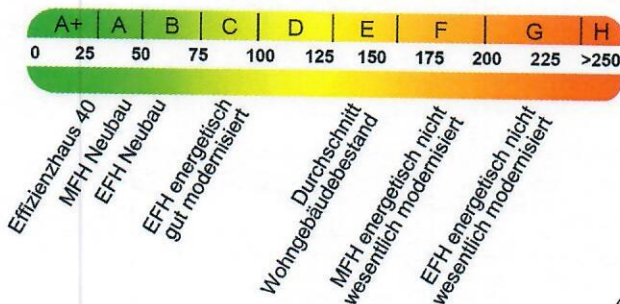 A+ A B C D E F G H
0 25 50 75 100 125 150 175 200 225 >250
Effizienzhaus 40
MFH Neubau
EFH Neubau
EFH energetisch
gut modernisiert
Durchschnitt
Wohngebäudebestand
MFH energetisch nicht
wesentlich modernisiert
EFH energetisch nicht
wesentlich modernisiert